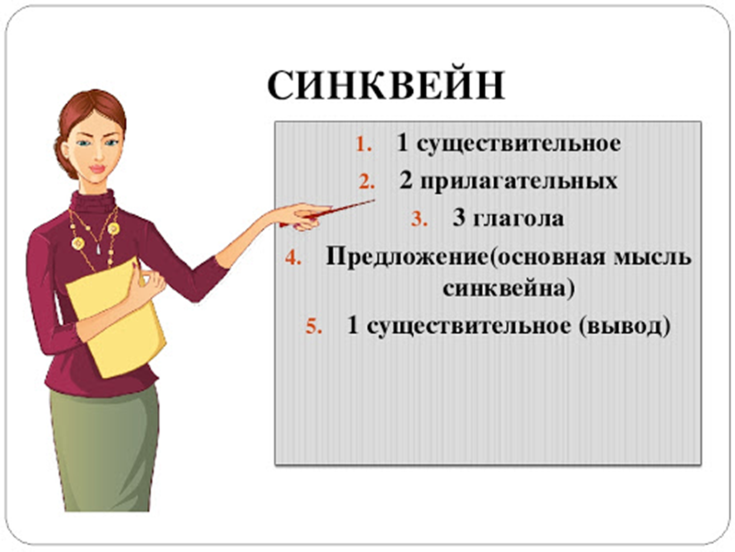 СИНКВЕЙН
1. 1 существительное
2. 2 прилагательных
3. 3 глагола
4. Предложение(основная мысль
синквейна)
5. 1 существительное (вывод)